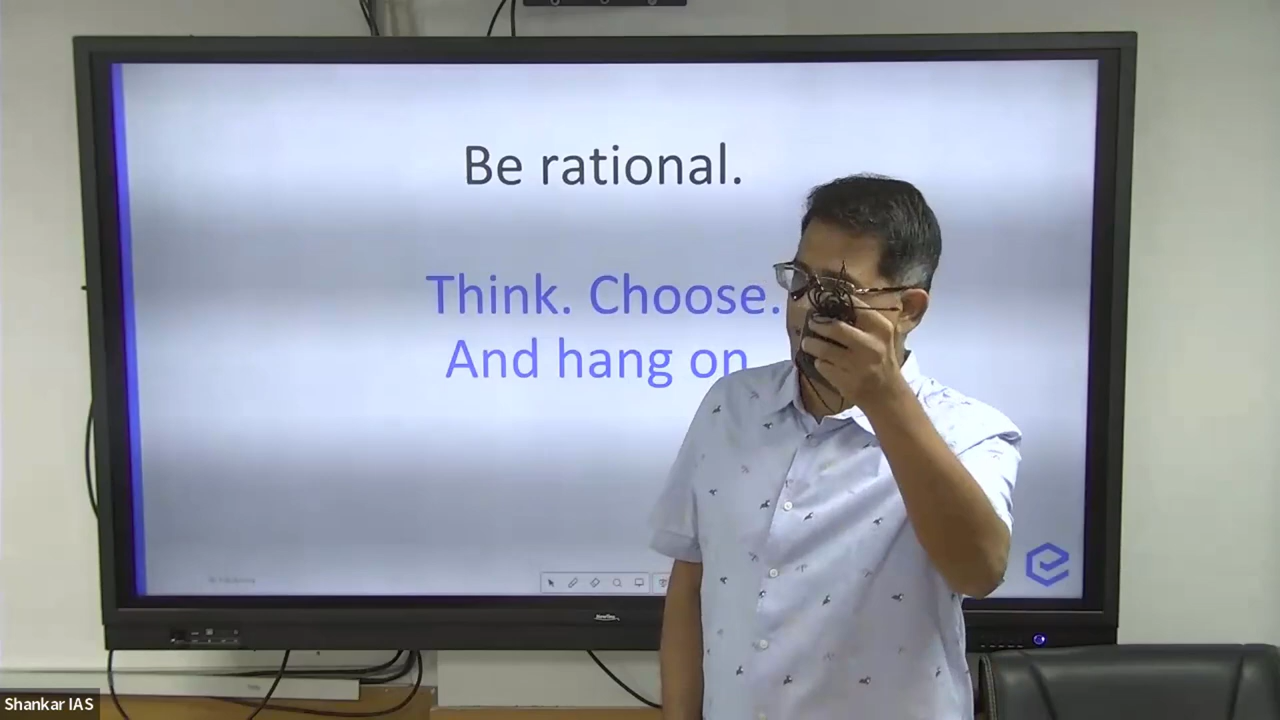 Be rational.
Think. Choose.
And hang on
Shankar IAS